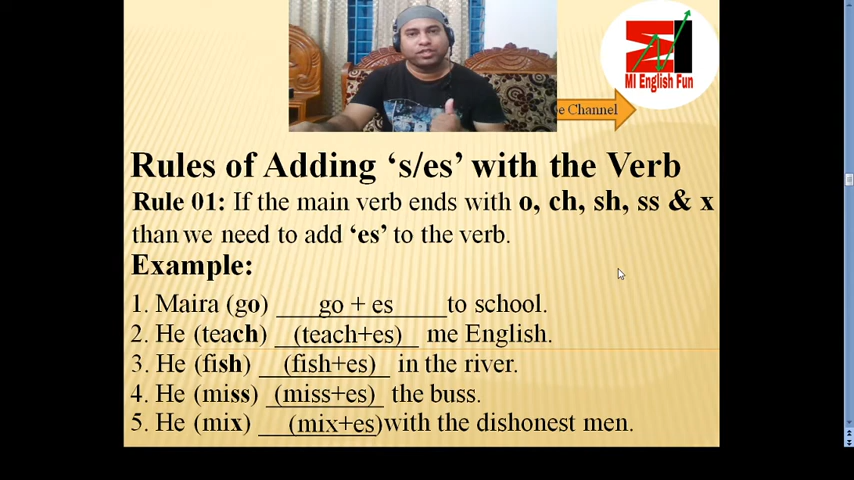 MI English Fun
e Channel
Rules of Adding ‘s/es’ with the Verb
Rule 01: If the main verb ends with o, ch, sh, ss & x
than we need to add ‘es’ to the verb.
Example:
1. Maira (go) ____go + es____to school.
2. He (teach) _(teach+es)_ me English.
3. He (fish) _(fish+es)_ in the river.
4. He (miss) _(miss+es)_ the buss.
5. He (mix) __(mix+es)with the dishonest men.